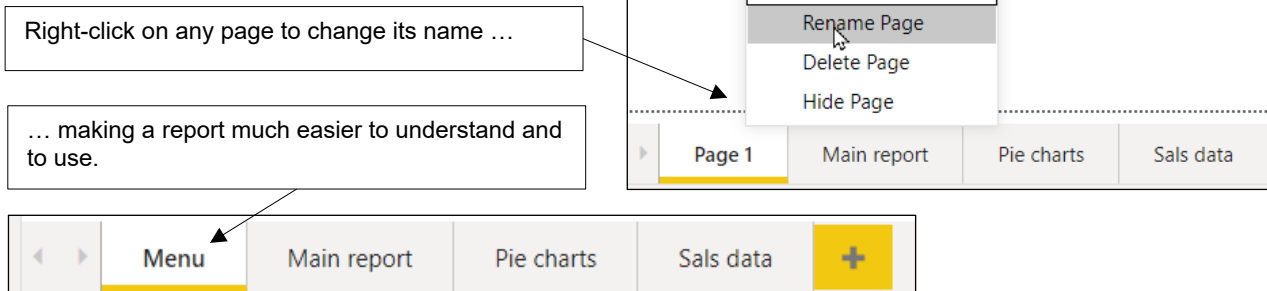 Right-click on any page to change its name …
Rename Page
Delete Page
Hide Page
… making a report much easier to understand and
to use.
Page 1 Main report Pie charts Sals data
Menu Main report Pie charts Sals data +